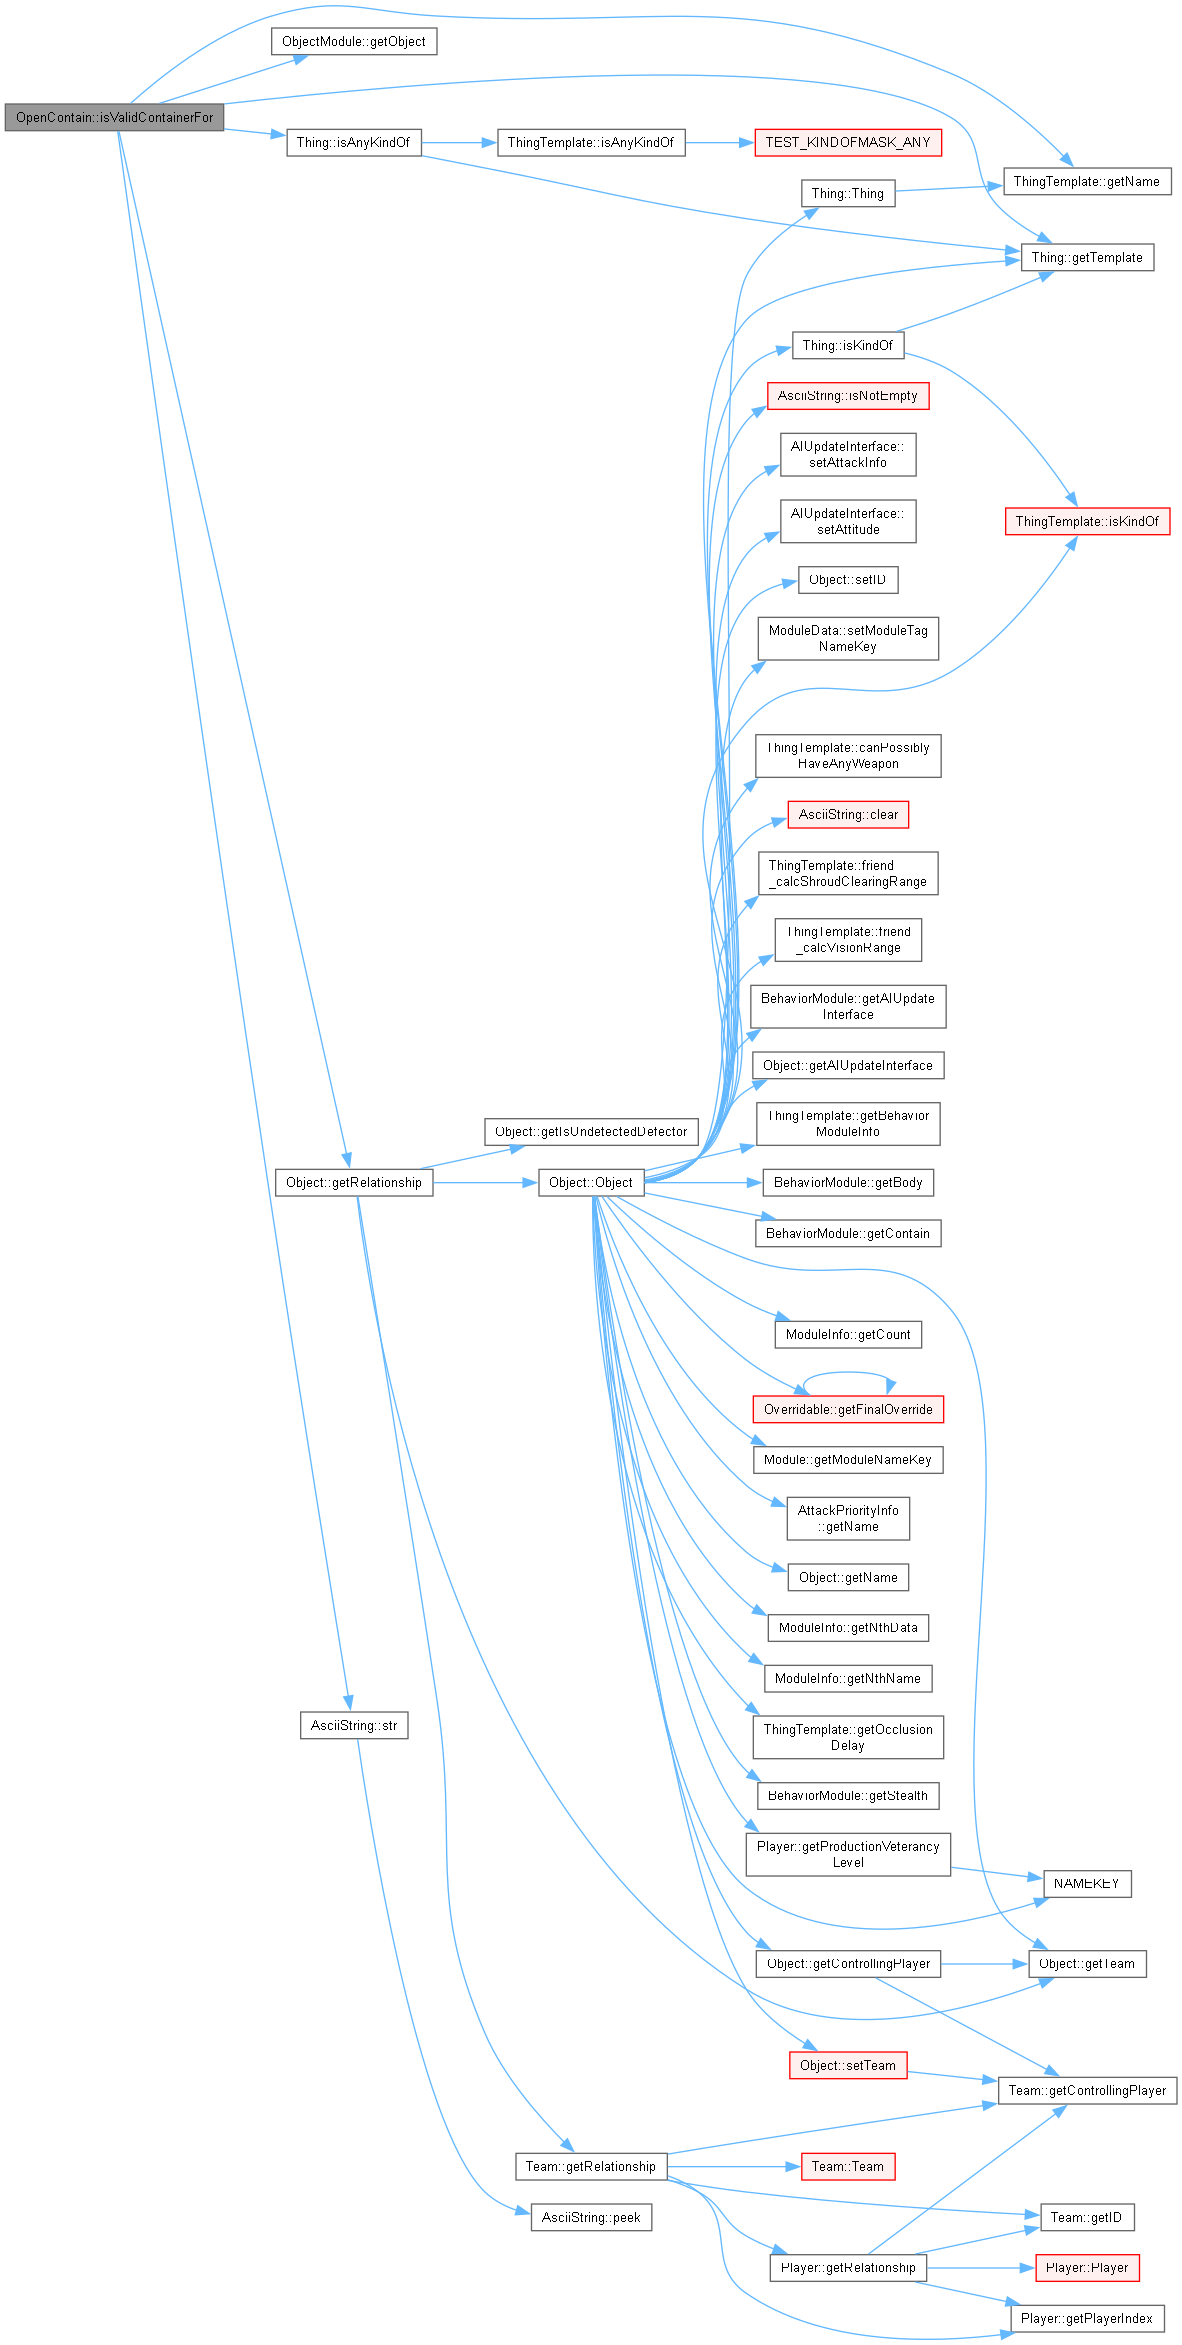 ObjectModule::getObject
OpenContain::isValidContainerFor
Thing::isAnyKindOf
ThingTemplate::isAnyKindOf
TEST_KINDOFMASK_ANY
ThingTemplate::getName
Thing::Thing
Thing::getTemplate
Thing::isKindOf
AsciiString::isNotEmpty
AIUpdateInterface::
setAttackInfo
AIUpdateInterface::
setAttitude
ThingTemplate::isKindOf
Object::setID
ModuleData::setModuleTag
NameKey
ThingTemplate::canPossibly
HaveAnyWeapon
AsciiString::clear
ThingTemplate::friend
_calcShroudClearingRange
ThingTemplate::friend
_calcVisionRange
BehaviorModule::getAIUpdate
Interface
Object::getAIUpdateInterface
ThingTemplate::getBehavior
ModuleInfo
Object::getIsUndetectedDefector
Object::getRelationship
Object::Object
BehaviorModule::getBody
BehaviorModule::getContain
ModuleInfo::getCount
Overridable::getFinalOverride
Module::getModuleNameKey
AttackPriorityInfo
::getName
Object::getName
ModuleInfo::getNthData
ModuleInfo::getNthName
AsciiString::str
ThingTemplate::getOcclusion
Delay
BehaviorModule::getStealth
Player::getProductionVeterancy
Level
NAMEKEY
Object::getControllingPlayer
Object::getTeam
Object::setTeam
Team::getControllingPlayer
Team::getRelationship
Team::Team
AsciiString::peek
Team::getID
Player::getRelationship
Player::Player
Player::getPlayerIndex